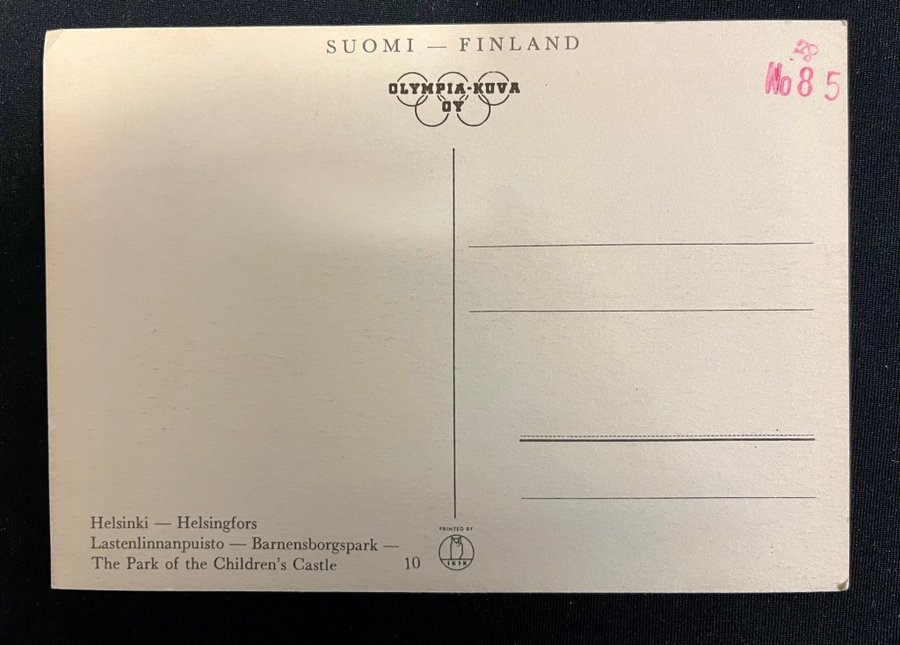 SUOMI — FINLAND
OLYMPIA-KUVA
OY
No 85
Helsinki — Helsingfors
Lastenlinnanpuisto — Barnensborgspark —
The Park of the Children's Castle 10
PRINTED BY